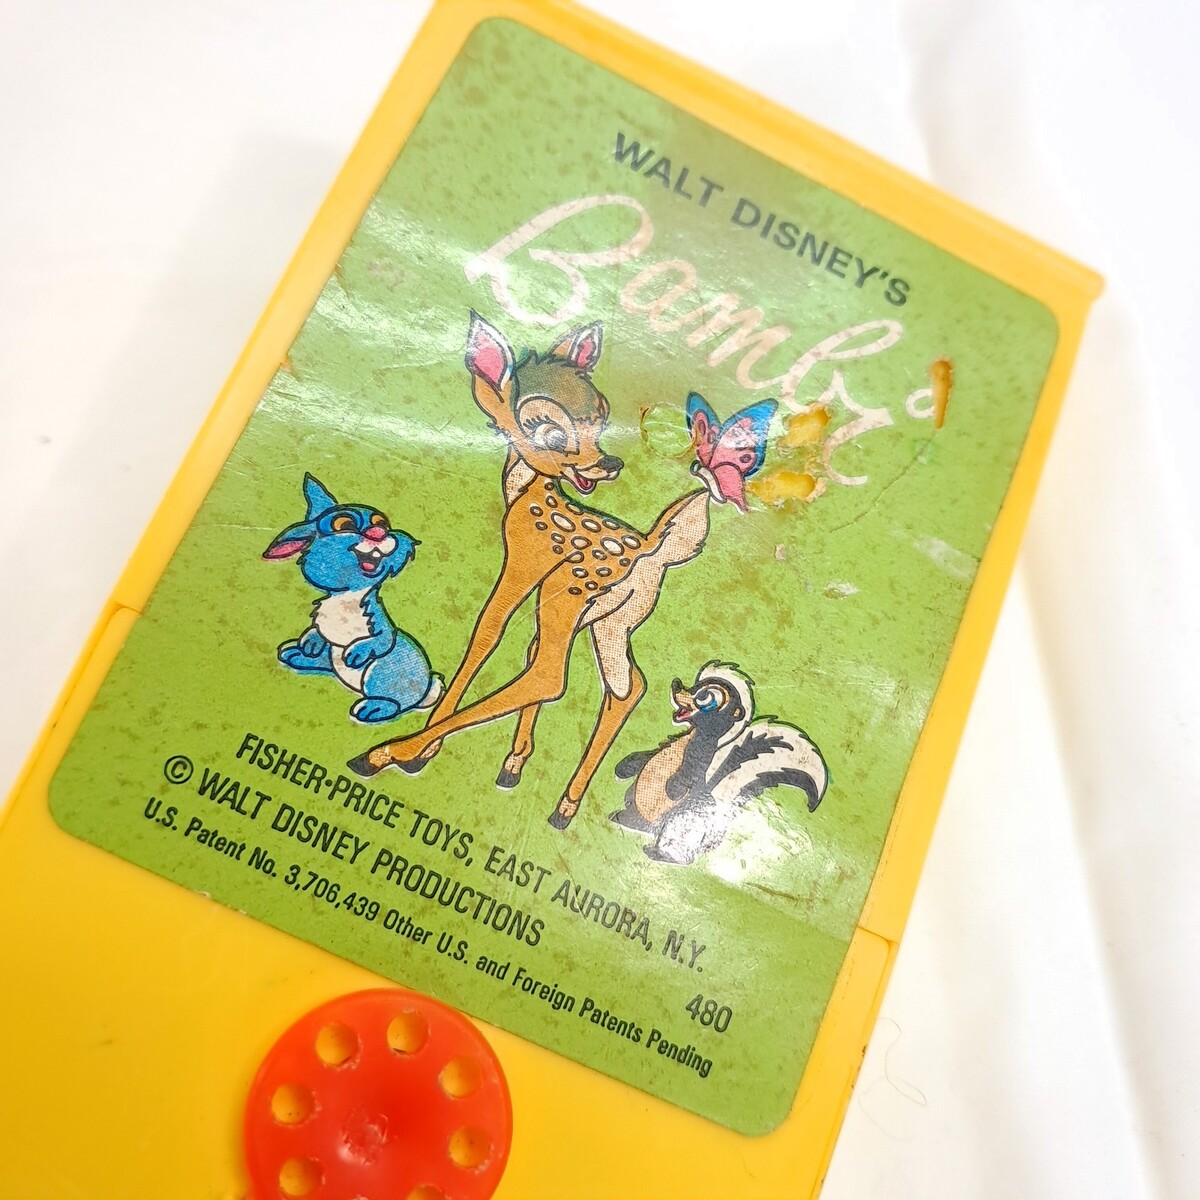 WALT DISNEY'S
Bambi
FISHER·PRICE TOYS, EAST AURORA, N.Y.
© WALT DISNEY PRODUCTIONS
480
U.S. Patent No. 3,706,439 Other U.S. and Foreign Patents Pending